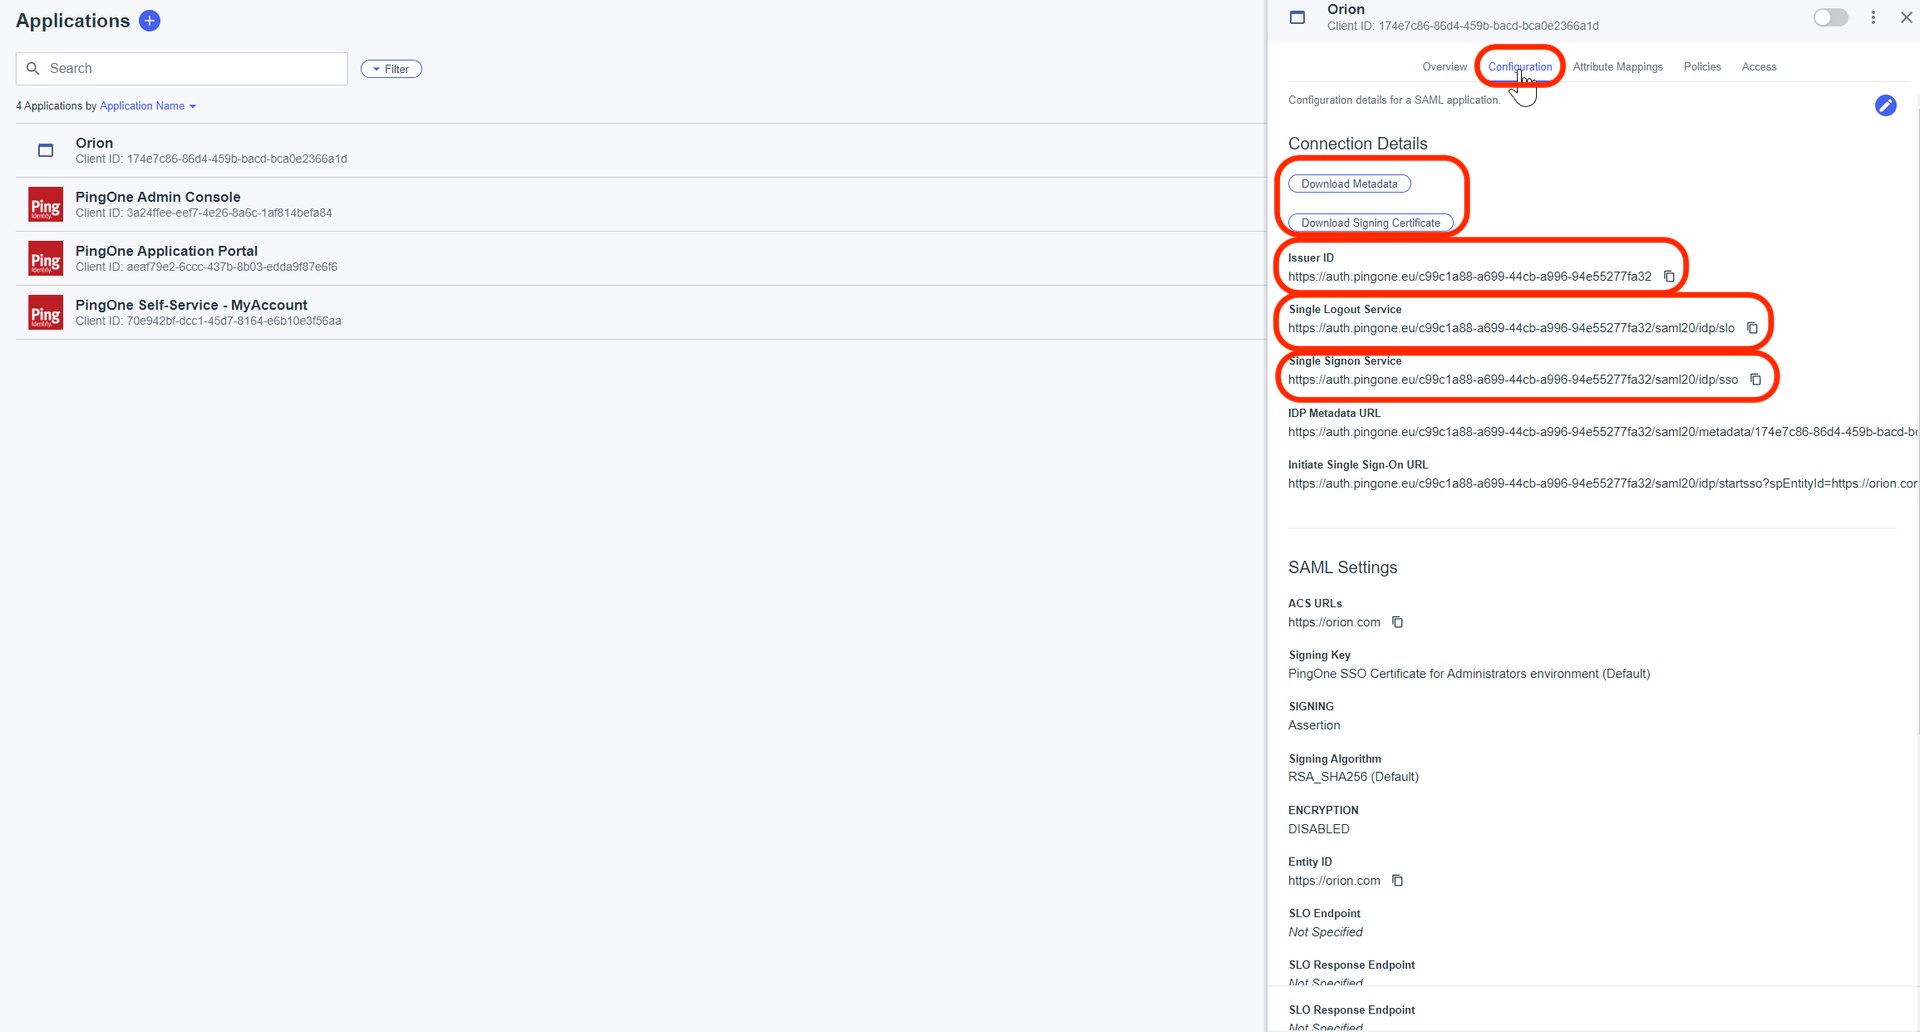 Applications
Search
Filter
4 Applications by Application Name
Orion
Client ID: 174e7c86-86d4-459b-bacd-bca0e2366a1d
Ping
Identity.
PingOne Admin Console
Client ID: 3a24ffee-eef7-4e26-8a6c-1af814befa84
Ping
Identity.
PingOne Application Portal
Client ID: aeaf79e2-6ccc-437b-8b03-edda9f87e6f6
Ping
Identity.
PingOne Self-Service - MyAccount
Client ID: 70e942bf-dcc1-45d7-8164-e6b10e3f56aa
Orion
Client ID: 174e7c86-86d4-459b-bacd-bca0e2366a1d
Overview Configuration Attribute Mappings Policies Access
Configuration details for a SAML application.
Connection Details
Download Metadata
Download Signing Certificate
Issuer ID
https://auth.pingone.eu/c99c1a88-a699-44cb-a996-94e55277fa32
Single Logout Service
https://auth.pingone.eu/c99c1a88-a699-44cb-a996-94e55277fa32/saml20/idp/slo
Single Signon Service
https://auth.pingone.eu/c99c1a88-a699-44cb-a996-94e55277fa32/saml20/idp/sso
IDP Metadata URL
https://auth.pingone.eu/c99c1a88-a699-44cb-a996-94e55277fa32/saml20/metadata/174e7c86-86d4-459b-bacd-bc
Initiate Single Sign-On URL
https://auth.pingone.eu/c99c1a88-a699-44cb-a996-94e55277fa32/saml20/idp/startsso?spEntityId=https://orion.cor
SAML Settings
ACS URLs
https://orion.com
Signing Key
PingOne SSO Certificate for Administrators environment (Default)
SIGNING
Assertion
Signing Algorithm
RSA_SHA256 (Default)
ENCRYPTION
DISABLED
Entity ID
https://orion.com
SLO Endpoint
Not Specified
SLO Response Endpoint
Not Specified
SLO Response Endpoint
Not Specified